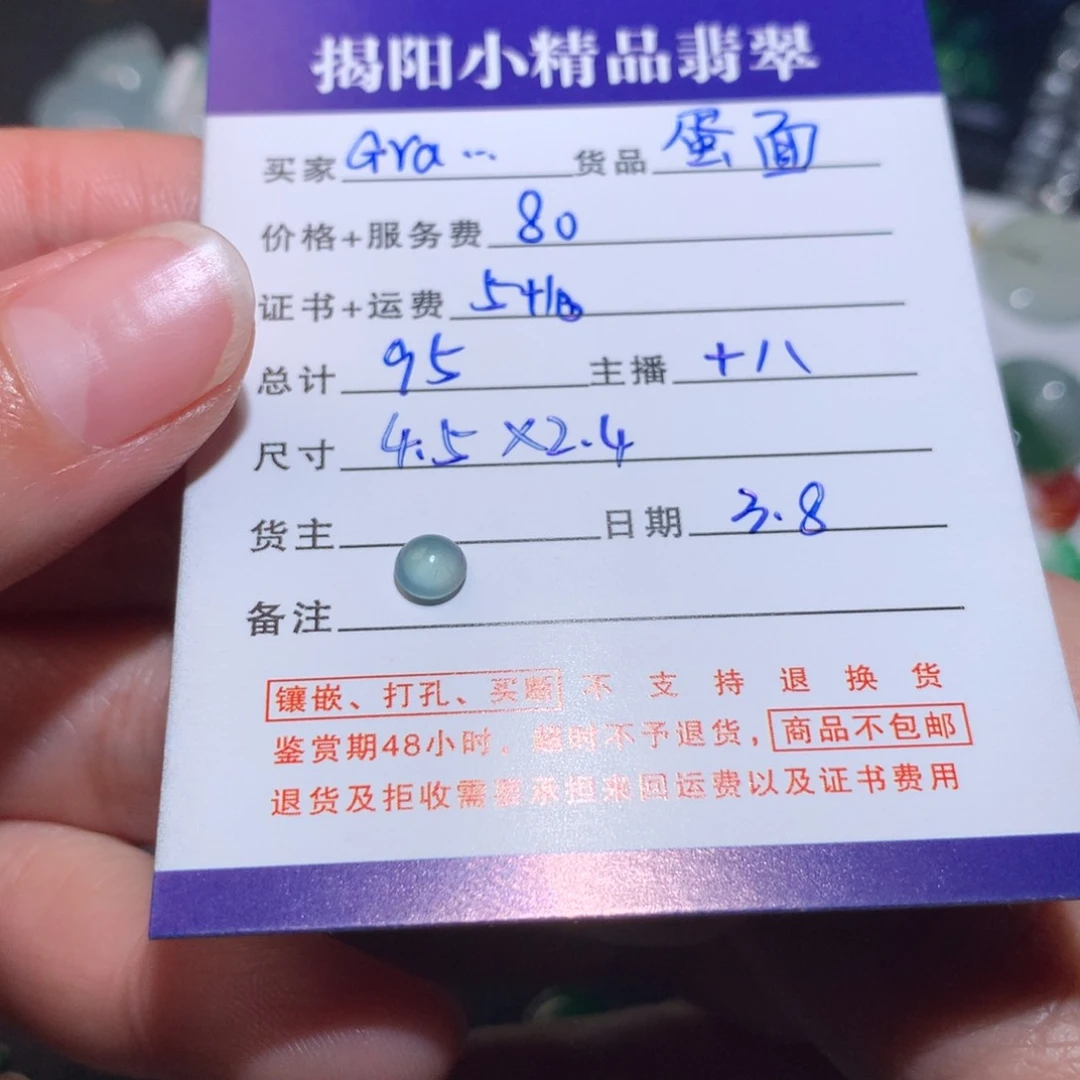 揭阳小精品翡翠
买家 Gra... 货品 蛋面
价格+服务费 80
证书+运费 5+10
总计 95 主播 十八
尺寸 4.5×2.4
货主 日期 3.8
备注
镶嵌、打孔、买断 不支持退换货
鉴赏期48小时，超时不予退货，商品不包邮
退货及拒收需要承担来回运费以及证书费用